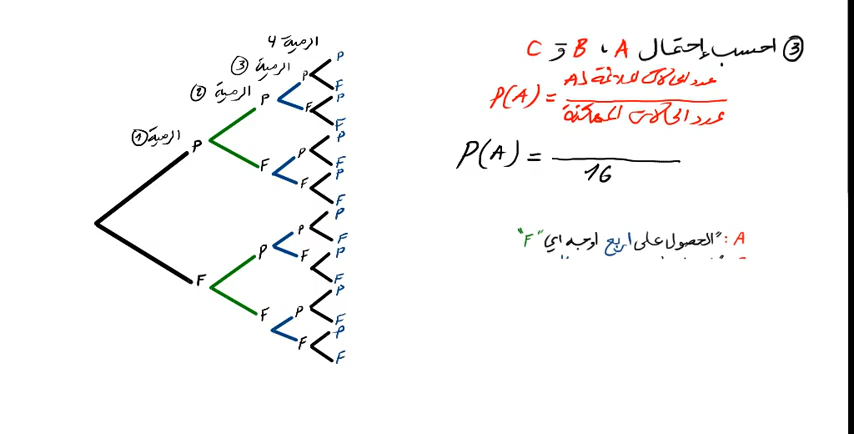 ③ احسب إحتمال A ، B و C
P(A) = عدد الحالات الملائمة لـ A
عدد الحالات الممكنة
P(A) =
16
A : "الحصول على اربع اوجه اي "F"
الرمية 4
الرمية ③
الرمية ②
الرمية ①
P
F
P
F
P
F
P
F
P
F
P
F
P
F
P
F
P
F
P
F
P
F
P
F
P
F
P
F
P
F